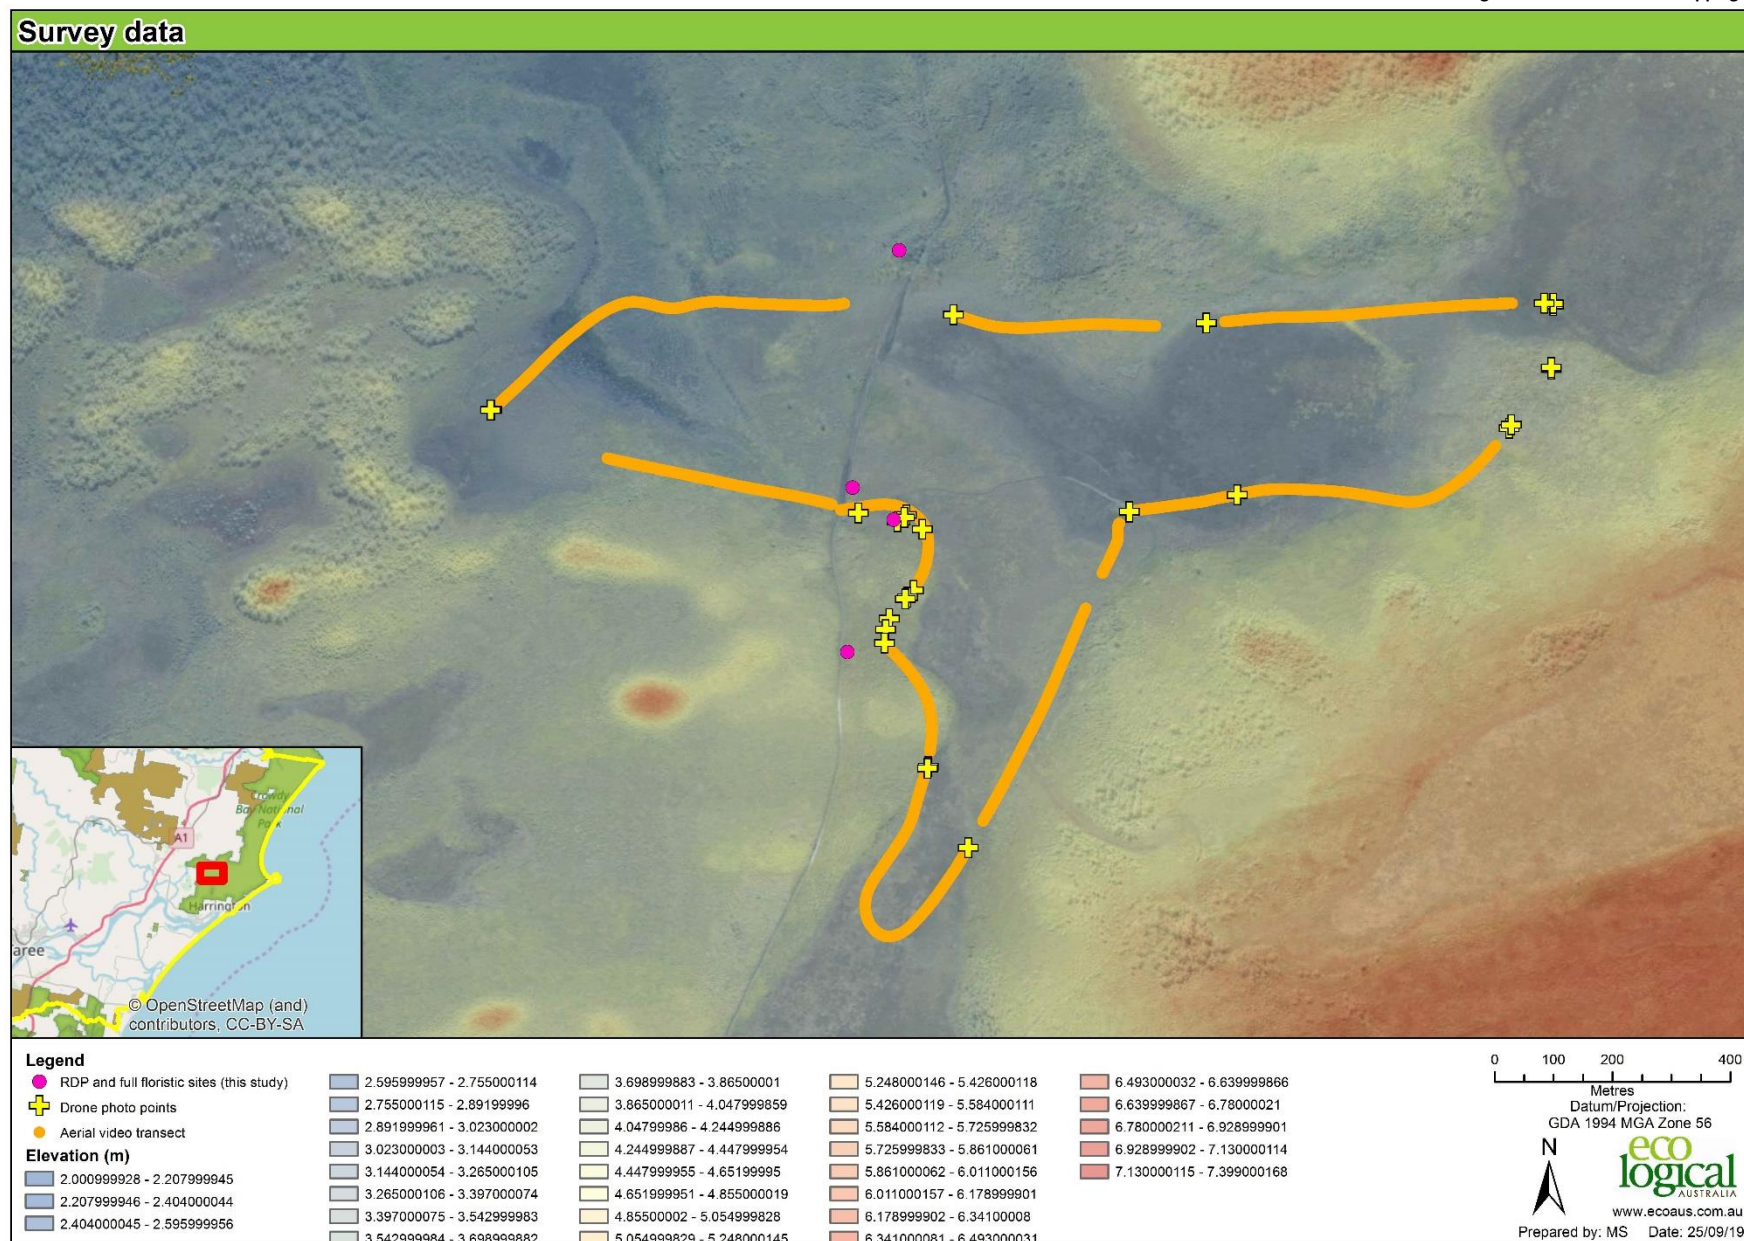 Survey data
Crowdy
Bay National
Park
A1
Harrington
aree
© OpenStreetMap (and)
contributors, CC-BY-SA
Legend
RDP and full floristic sites (this study)
Drone photo points
Aerial video transect
Elevation (m)
2.000999928 - 2.207999945
2.207999946 - 2.404000044
2.404000045 - 2.595999956
2.595999957 - 2.755000114
2.755000115 - 2.89199996
2.891999961 - 3.023000002
3.023000003 - 3.144000053
3.144000054 - 3.265000105
3.265000106 - 3.397000074
3.397000075 - 3.542999983
3.542999984 - 3.698999882
3.698999883 - 3.86500001
3.865000011 - 4.047999859
4.04799986 - 4.244999886
4.244999887 - 4.447999954
4.447999955 - 4.65199995
4.651999951 - 4.855000019
4.85500002 - 5.054999828
5.054999829 - 5.248000145
5.248000146 - 5.426000118
5.426000119 - 5.584000111
5.584000112 - 5.725999832
5.725999833 - 5.861000061
5.861000062 - 6.011000156
6.011000157 - 6.178999901
6.178999902 - 6.34100008
6.341000081 - 6.493000031
6.493000032 - 6.639999866
6.639999867 - 6.78000021
6.780000211 - 6.928999901
6.928999902 - 7.130000114
7.130000115 - 7.399000168
0 100 200 400
Metres
Datum/Projection:
GDA 1994 MGA Zone 56
N
eco
logical
AUSTRALIA
www.ecoaus.com.au
Prepared by: MS Date: 25/09/19